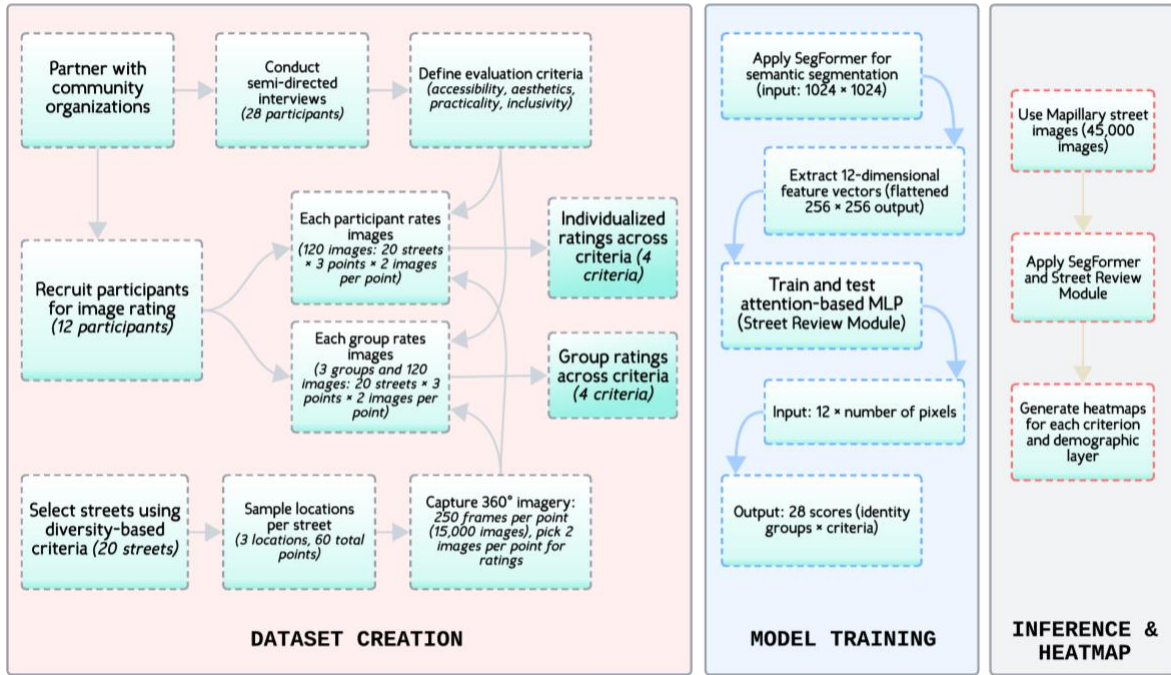 Partner with
community
organizations
Conduct
semi-directed
interviews
(28 participants)
Define evaluation criteria
(accessibility, aesthetics,
practicality, inclusivity)
Recruit participants
for image rating
(12 participants)
Each participant rates
images
(120 images: 20 streets
× 3 points × 2 images
per point)
Individualized
ratings across
criteria (4
criteria)
Each group rates
images
(3 groups and 120
images: 20 streets × 3
points × 2 images per
point)
Group ratings
across criteria
(4 criteria)
Select streets using
diversity-based
criteria (20 streets)
Sample locations
per street
(3 locations, 60 total
points)
Capture 360° imagery:
250 frames per point
(15,000 images), pick 2
images per point for
ratings
DATASET CREATION
Apply SegFormer for
semantic segmentation
(input: 1024 × 1024)
Extract 12-dimensional
feature vectors (flattened
256 × 256 output)
Train and test
attention-based MLP
(Street Review Module)
Input: 12 × number of pixels
Output: 28 scores (identity
groups × criteria)
MODEL TRAINING
Use Mapillary street
images (45,000
images)
Apply SegFormer
and Street Review
Module
Generate heatmaps
for each criterion
and demographic
layer
INFERENCE &
HEATMAP